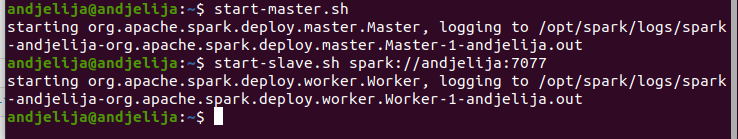 andjelija@andjelija:~$ start-master.sh
starting org.apache.spark.deploy.master.Master, logging to /opt/spark/logs/spark
-andjelija-org.apache.spark.deploy.master.Master-1-andjelija.out
andjelija@andjelija:~$ start-slave.sh spark://andjelija:7077
starting org.apache.spark.deploy.worker.Worker, logging to /opt/spark/logs/spark
-andjelija-org.apache.spark.deploy.worker.Worker-1-andjelija.out
andjelija@andjelija:~$